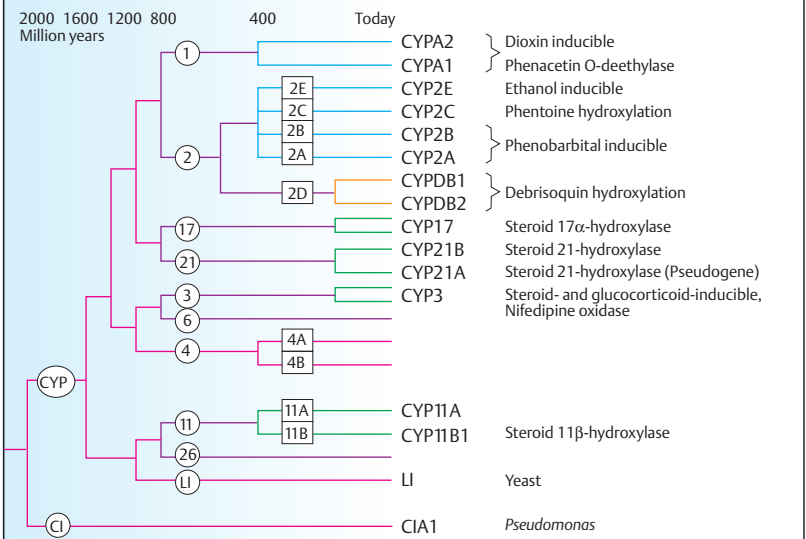 2000 1600 1200 800 400 Today
Million years
1
CYPA2 Dioxin inducible
CYPA1 Phenacetin O-deethylase
2E CYP2E Ethanol inducible
2C CYP2C Phentoine hydroxylation
2B CYP2B
Phenobarbital inducible
2
2A CYP2A
CYPDB1
2D Debrisoquin hydroxylation
CYPDB2
17 CYP17 Steroid 17α-hydroxylase
CYP21B Steroid 21-hydroxylase
21
CYP21A Steroid 21-hydroxylase (Pseudogene)
3 CYP3 Steroid- and glucocorticoid-inducible,
Nifedipine oxidase
6
4A
4
4B
CYP
11A CYP11A
11
11B CYP11B1 Steroid 11β-hydroxylase
26
LI LI Yeast
CI CIA1 Pseudomonas